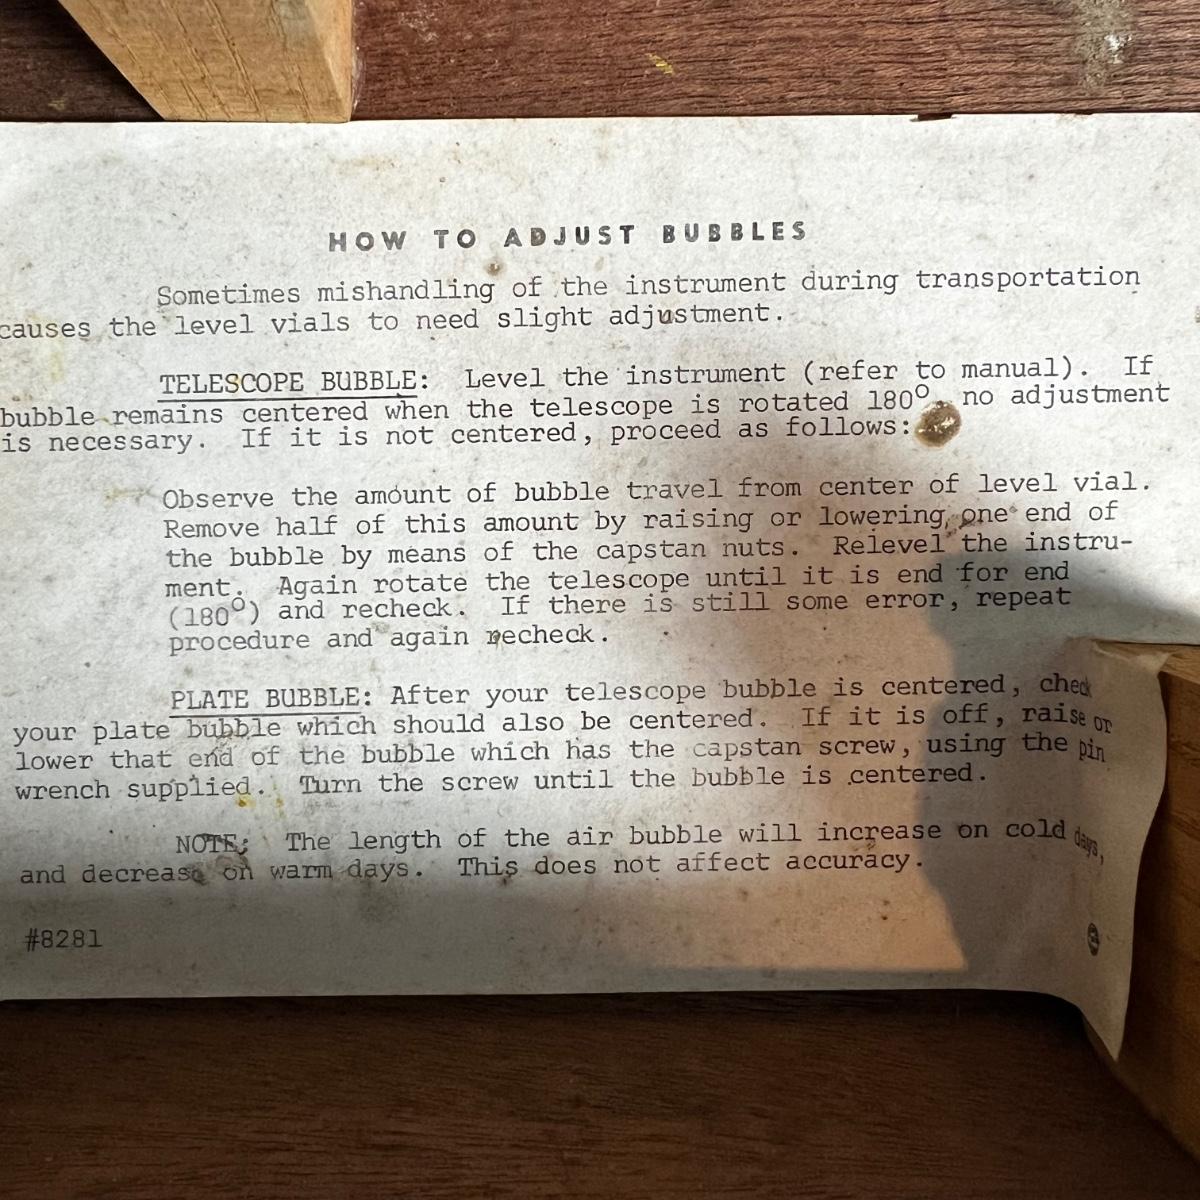 HOW TO ADJUST BUBBLES
Sometimes mishandling of the instrument during transportation
causes the level vials to need slight adjustment.
TELESCOPE BUBBLE: Level the instrument (refer to manual). If
bubble remains centered when the telescope is rotated 180° no adjustment
is necessary. If it is not centered, proceed as follows:
Observe the amount of bubble travel from center of level vial.
Remove half of this amount by raising or lowering one end of
the bubble by means of the capstan nuts. Relevel the instru-
ment. Again rotate the telescope until it is end for end
(180°) and recheck. If there is still some error, repeat
procedure and again recheck.
PLATE BUBBLE: After your telescope bubble is centered, check
your plate bubble which should also be centered. If it is off, raise or
lower that end of the bubble which has the capstan screw, using the pin
wrench supplied. Turn the screw until the bubble is centered.
NOTE: The length of the air bubble will increase on cold days,
and decrease on warm days. This does not affect accuracy.
#8281